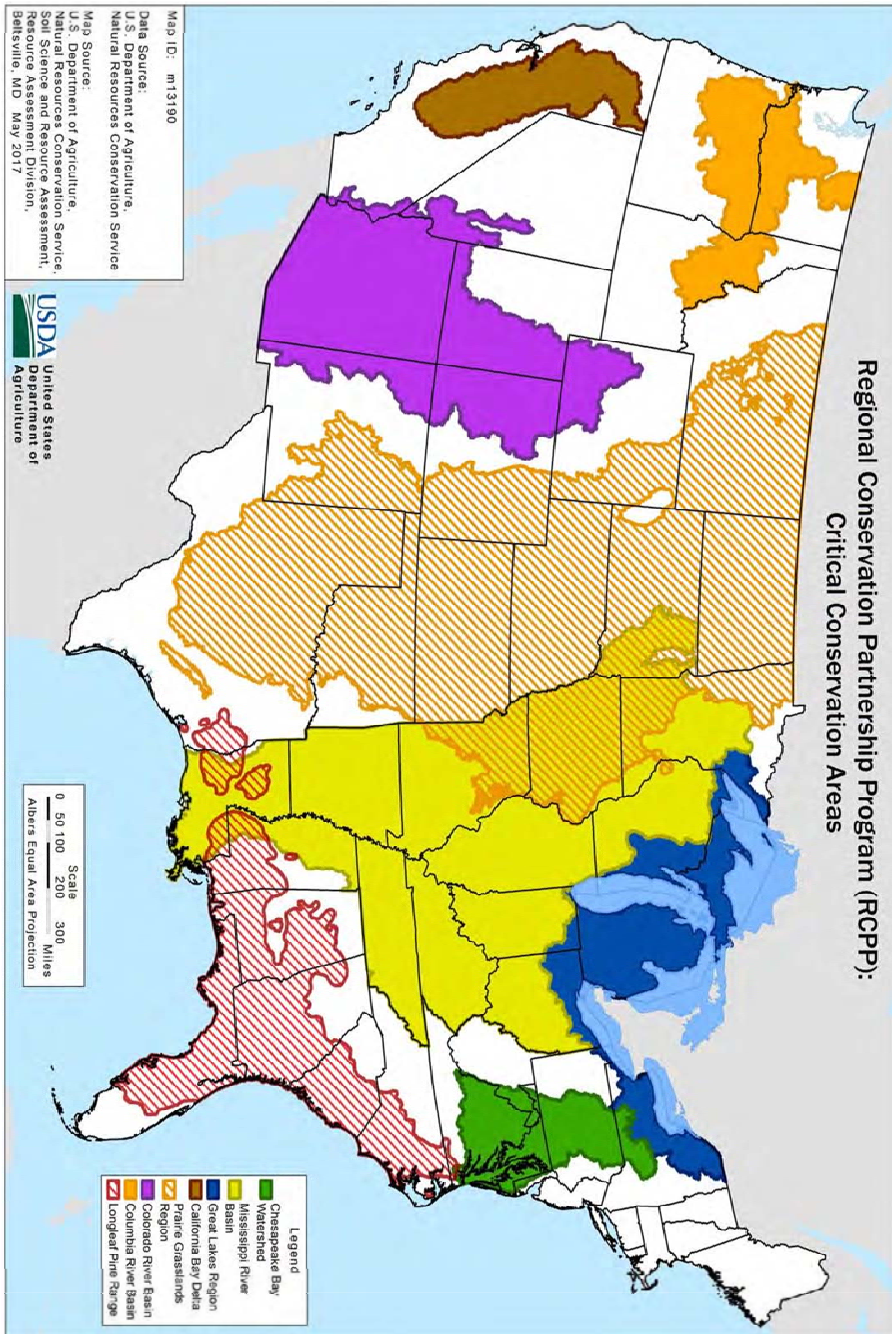 Regional Conservation Partnership Program (RCPP):
Critical Conservation Areas
Map ID: m13190
Data Source:
U.S. Department of Agriculture,
Natural Resources Conservation Service
Map Source:
U.S. Department of Agriculture,
Natural Resources Conservation Service,
Soil Science and Resource Assessment,
Resource Assessment Division,
Beltsville, MD May 2017
USDA
United States
Department of
Agriculture
Scale
0 50 100 200 300
Miles
Albers Equal Area Projection
Legend
Chesapeake Bay
Watershed
Mississippi River
Basin
Great Lakes Region
California Bay Delta
Prairie Grasslands
Region
Colorado River Basin
Columbia River Basin
Longleaf Pine Range